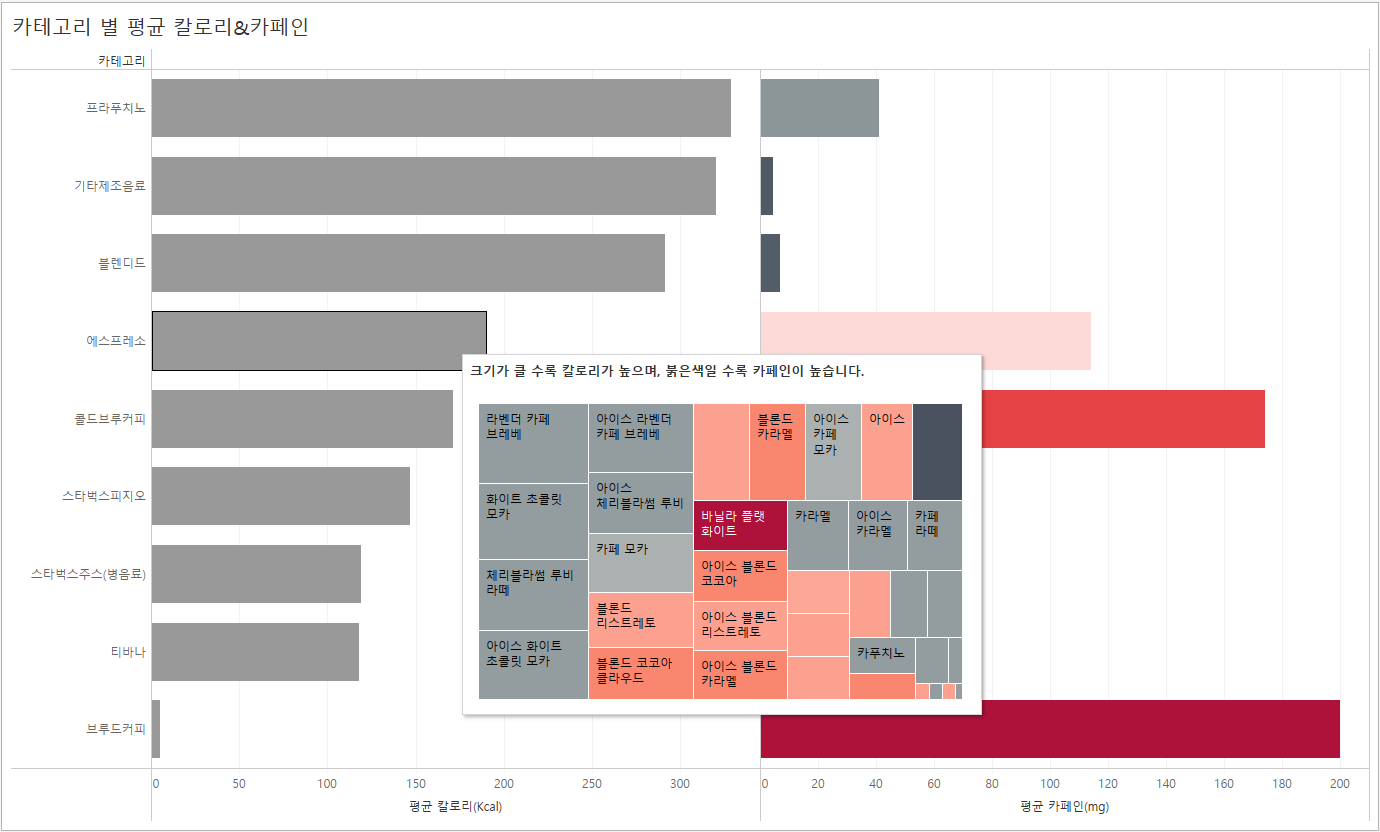 카테고리 별 평균 칼로리&카페인
카테고리
프라푸치노
기타제조음료
블렌디드
에스프레소
콜드브루커피
스타벅스피지오
스타벅스주스(병음료)
티바나
브루드커피
크기가 클 수록 칼로리가 높으며, 붉은색일 수록 카페인이 높습니다.
라벤더 카페
브레베
화이트 초콜릿
모카
체리블라썸 루비
라떼
아이스 화이트
초콜릿 모카
아이스 라벤더
카페 브레베
아이스
체리블라썸 루비
카페 모카
블론드
리스트레토
블론드 코코아
클라우드
블론드
카라멜
아이스
카페
모카
아이스
바닐라 플랫
화이트
아이스 블론드
코코아
아이스 블론드
리스트레토
아이스 블론드
카라멜
카라멜
아이스
카라멜
카페
라떼
카푸치노
0 50 100 150 200 250 300
평균 칼로리(Kcal)
0 20 40 60 80 100 120 140 160 180 200
평균 카페인(mg)